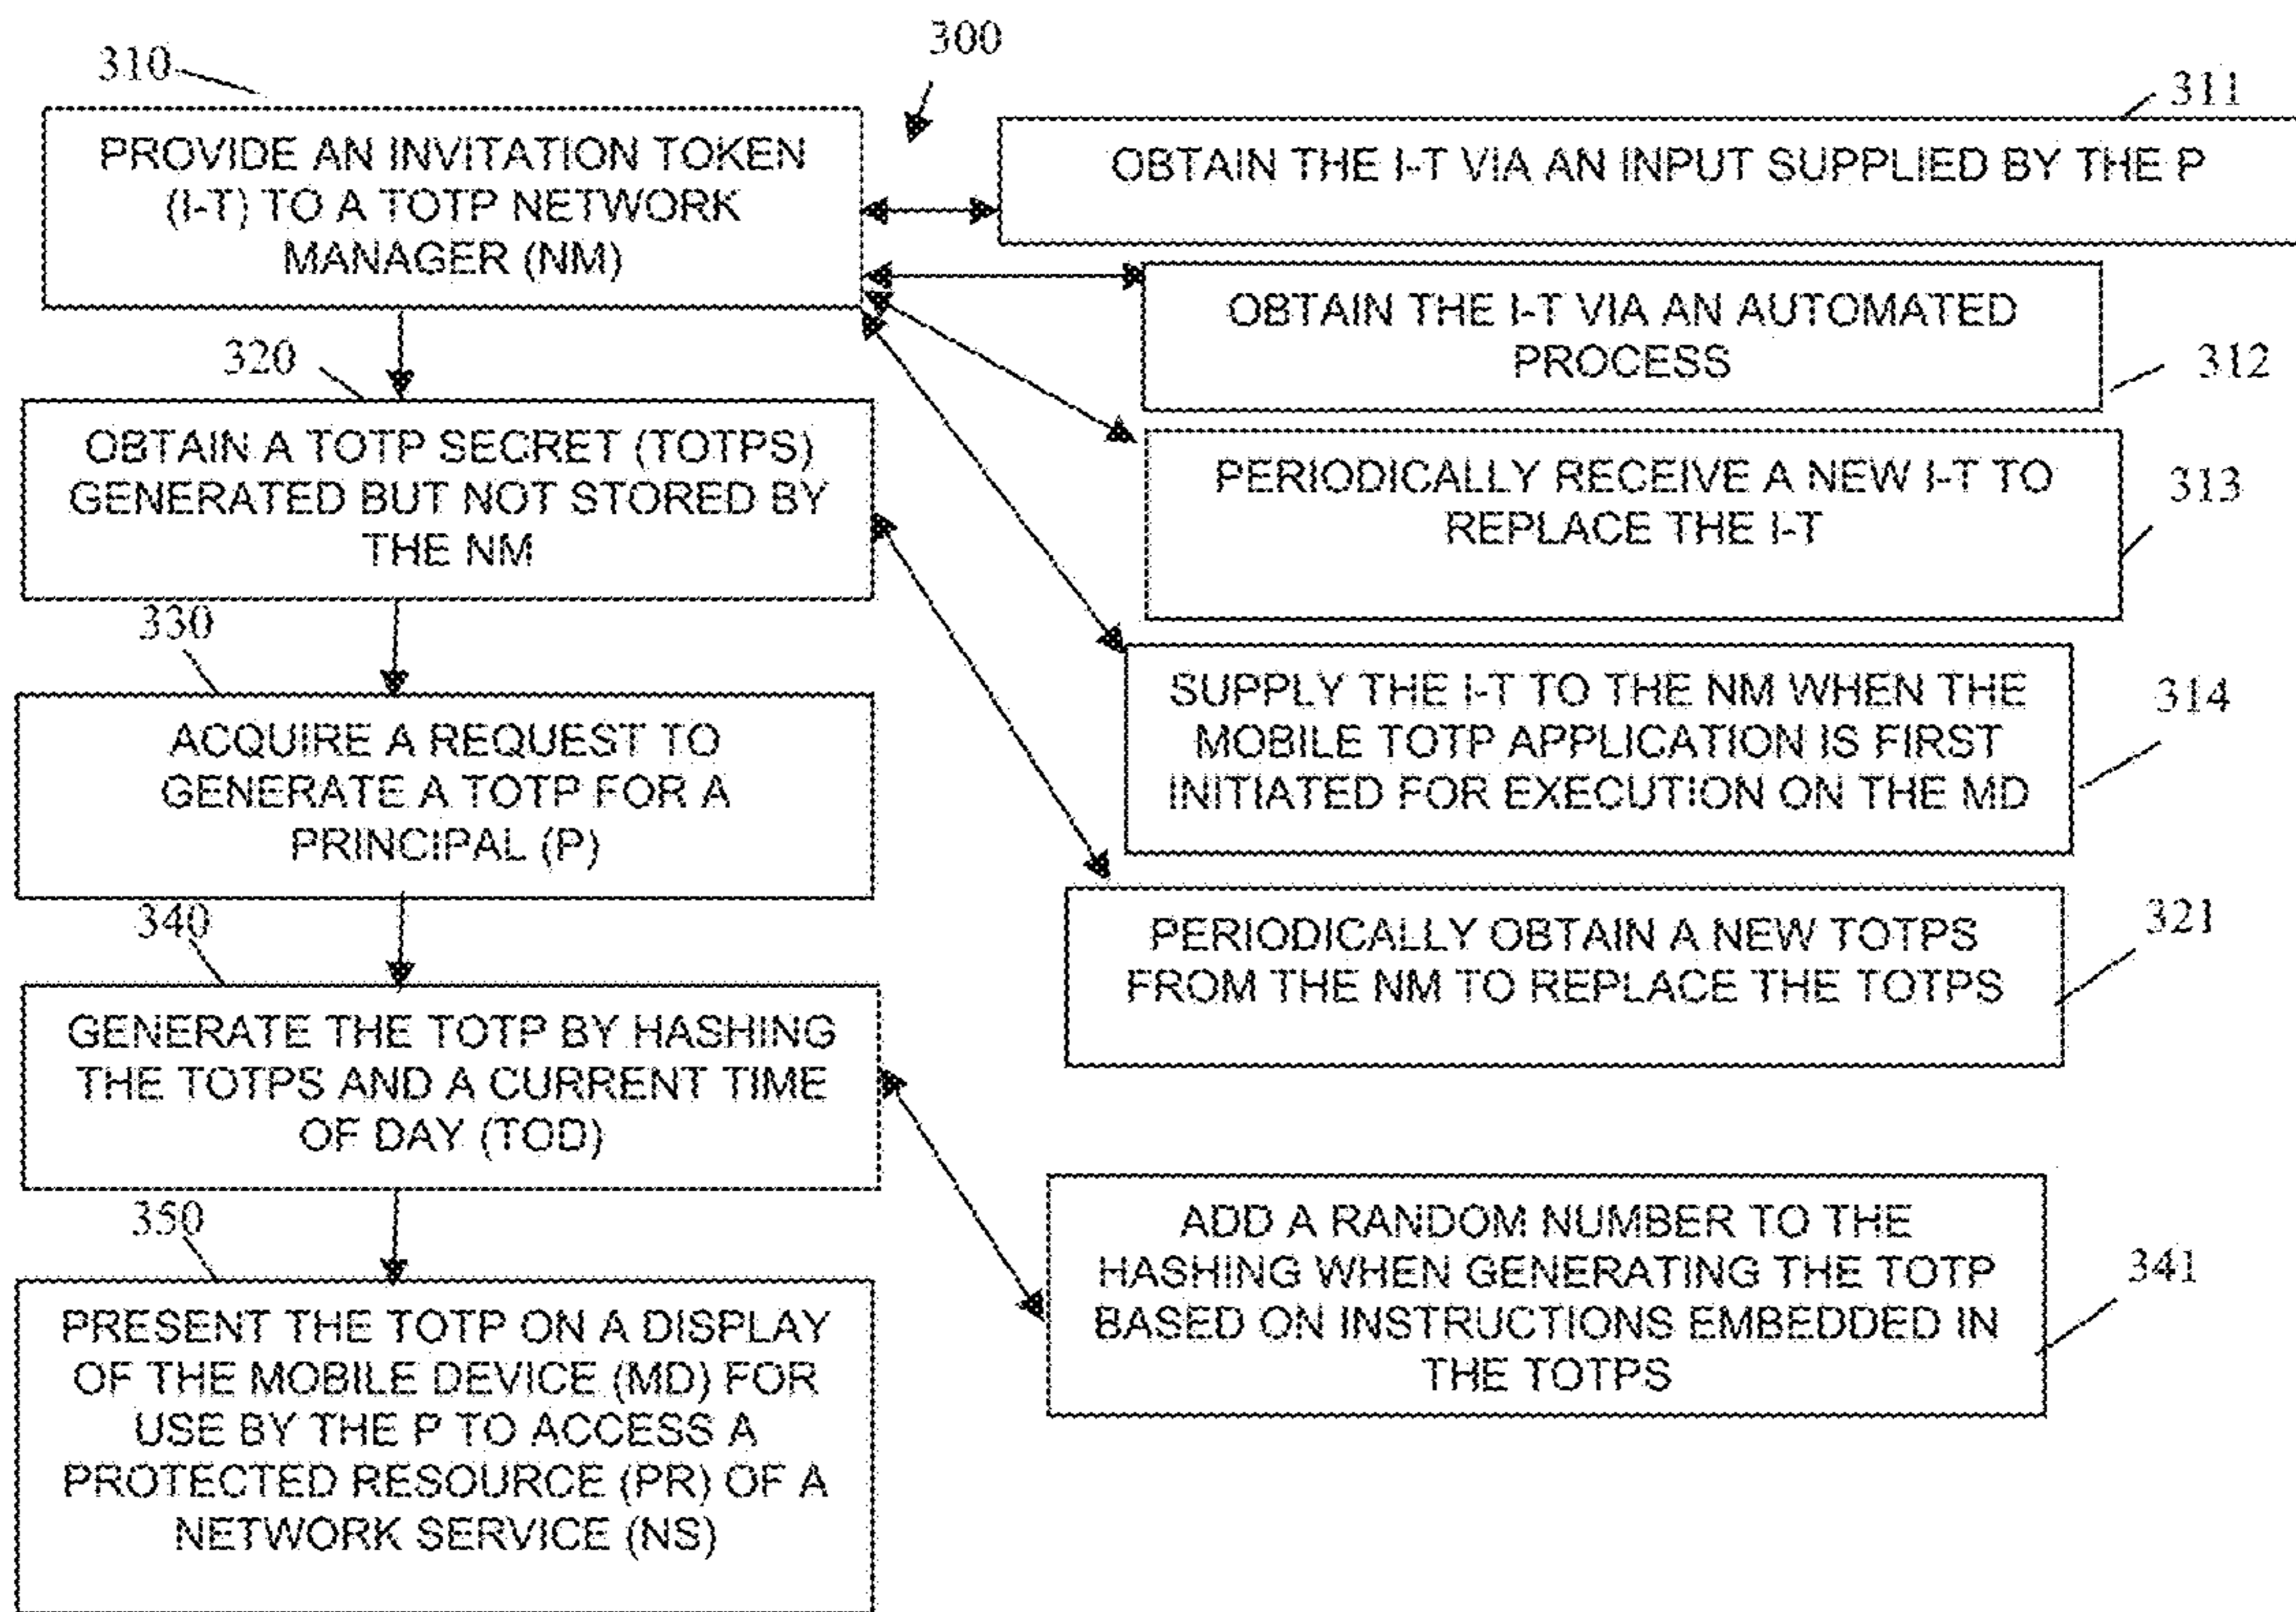 300
310
PROVIDE AN INVITATION TOKEN
(I-T) TO A TOTP NETWORK
MANAGER (NM)
311
OBTAIN THE I-T VIA AN INPUT SUPPLIED BY THE P
OBTAIN THE I-T VIA AN AUTOMATED
PROCESS
312
PERIODICALLY RECEIVE A NEW I-T TO
REPLACE THE I-T
313
SUPPLY THE I-T TO THE NM WHEN THE
MOBILE TOTP APPLICATION IS FIRST
INITIATED FOR EXECUTION ON THE MD
314
320
OBTAIN A TOTP SECRET (TOTPS)
GENERATED BUT NOT STORED BY
THE NM
PERIODICALLY OBTAIN A NEW TOTPS
FROM THE NM TO REPLACE THE TOTPS
321
330
ACQUIRE A REQUEST TO
GENERATE A TOTP FOR A
PRINCIPAL (P)
340
GENERATE THE TOTP BY HASHING
THE TOTPS AND A CURRENT TIME
OF DAY (TOD)
ADD A RANDOM NUMBER TO THE
HASHING WHEN GENERATING THE TOTP
BASED ON INSTRUCTIONS EMBEDDED IN
THE TOTPS
341
350
PRESENT THE TOTP ON A DISPLAY
OF THE MOBILE DEVICE (MD) FOR
USE BY THE P TO ACCESS A
PROTECTED RESOURCE (PR) OF A
NETWORK SERVICE (NS)